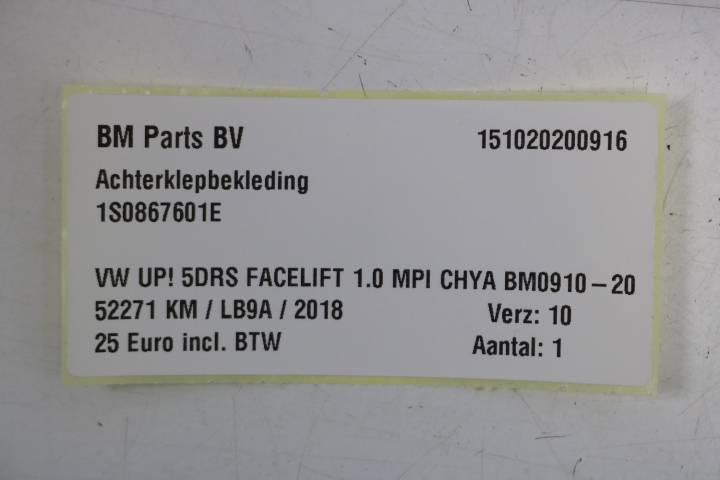 BM Parts BV 151020200916
Achterklepbekleding
1S0867601E
VW UP! 5DRS FACELIFT 1.0 MPI CHYA BM0910-20
52271 KM / LB9A / 2018 Verz: 10
25 Euro incl. BTW Aantal: 1